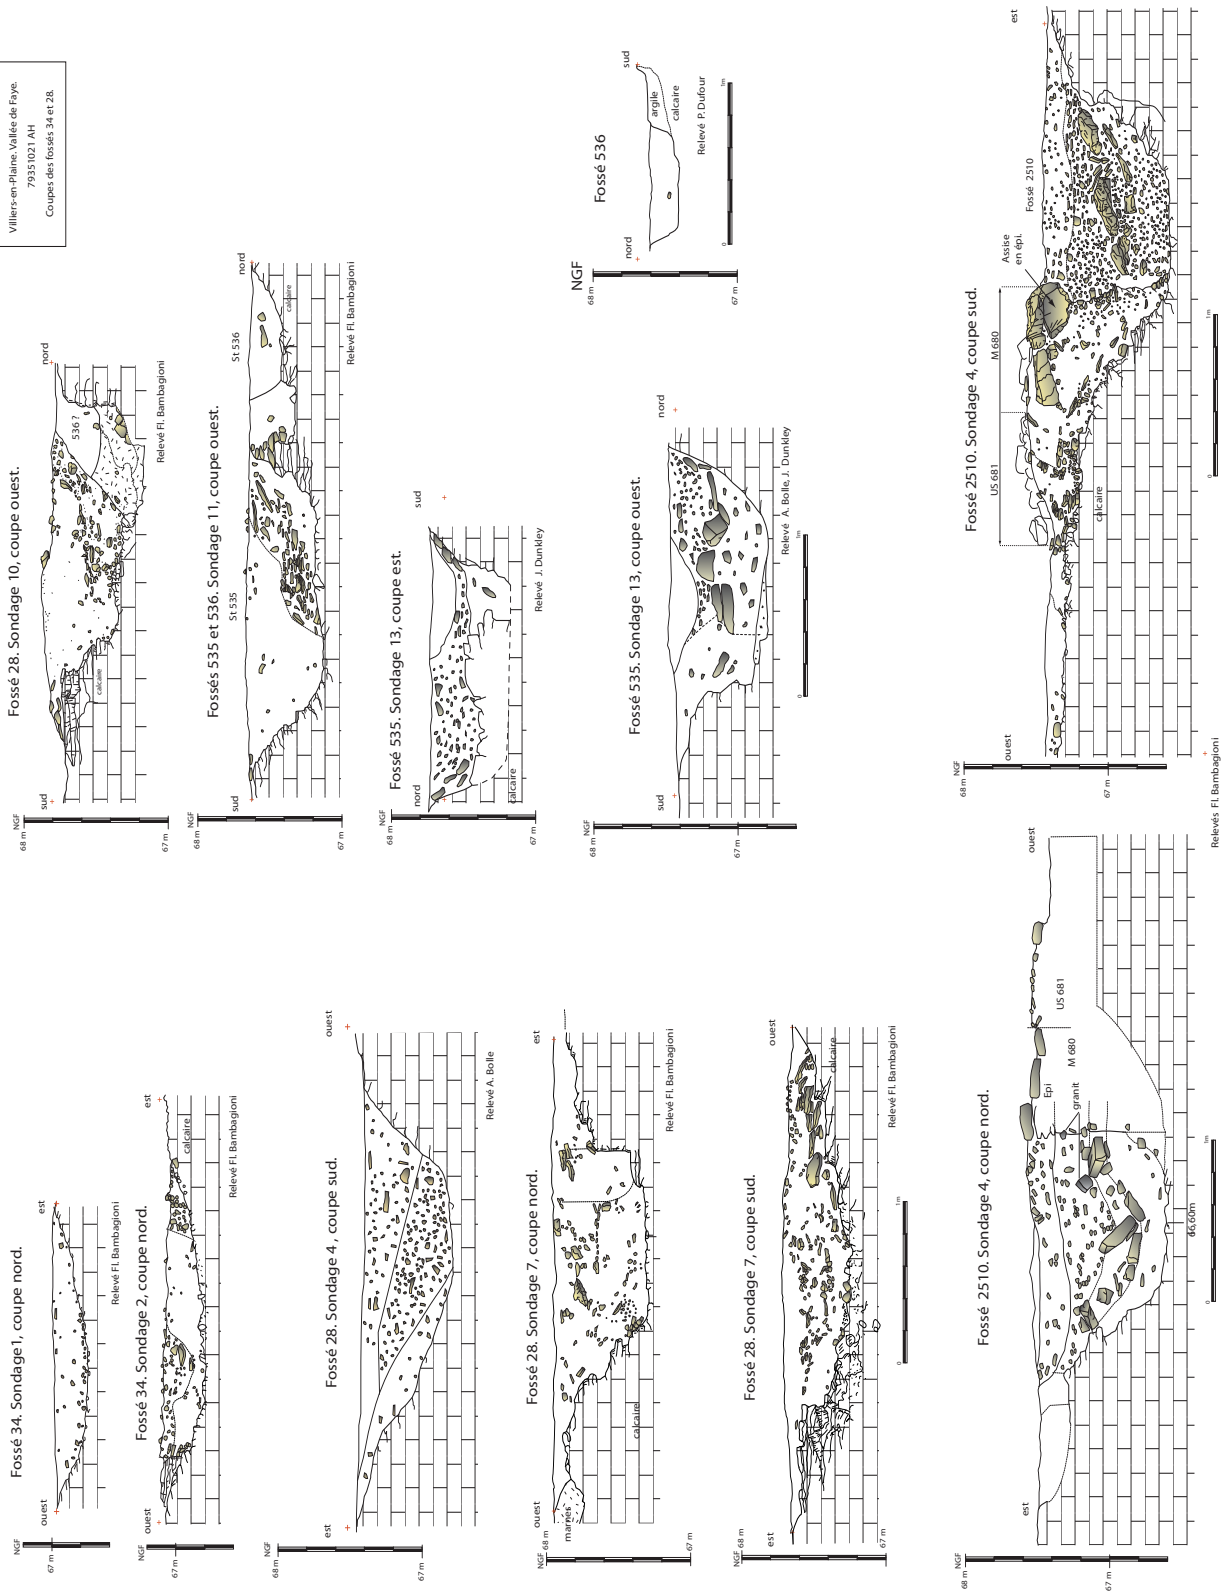 Villiers-en-Plaine. Vallée de Faye.
79351021 AH
Coupes des fossés 34 et 28.
Fossé 34. Sondage1, coupe nord.
ouest
est
NGF
67 m
Relevé Fl. Bambagioni
Fossé 34. Sondage 2, coupe nord.
ouest
est
NGF
67 m
calcaire
Relevé Fl. Bambagioni
Fossé 28. Sondage 4 , coupe sud.
est
ouest
NGF
68 m
67 m
Relevé A. Bolle
Fossé 28. Sondage 7, coupe nord.
ouest
est
NGF
68 m
67 m
marnes
calcaire
Relevé Fl. Bambagioni
Fossé 28. Sondage 7, coupe sud.
est
ouest
NGF
68 m
67 m
calcaire
Relevé Fl. Bambagioni
0
1m
Fossé 2510. Sondage 4, coupe nord.
est
ouest
NGF
68 m
67 m
Epi
granit
M 680
US 681
66.60m
0
1m
Fossé 28. Sondage 10, coupe ouest.
sud
nord
NGF
68 m
67 m
calcaire
536 ?
Relevé Fl. Bambagioni
Fossés 535 et 536. Sondage 11, coupe ouest.
St 535
St 536
sud
nord
NGF
68 m
67 m
calcaire
Relevé Fl. Bambagioni
Fossé 535. Sondage 13, coupe est.
nord
sud
NGF
68 m
67 m
calcaire
Relevé J. Dunkley
Fossé 535. Sondage 13, coupe ouest.
sud
nord
NGF
68 m
67 m
Relevé A. Bolle, J. Dunkley
0
1m
Fossé 536
nord
sud
NGF
68 m
67 m
argile
calcaire
Relevé P. Dufour
0
1m
Fossé 2510. Sondage 4, coupe sud.
ouest
est
NGF
68 m
67 m
US 681
M 680
Assise
en épi.
Fossé 2510
calcaire
0
1m
Relevés Fl. Bambagioni